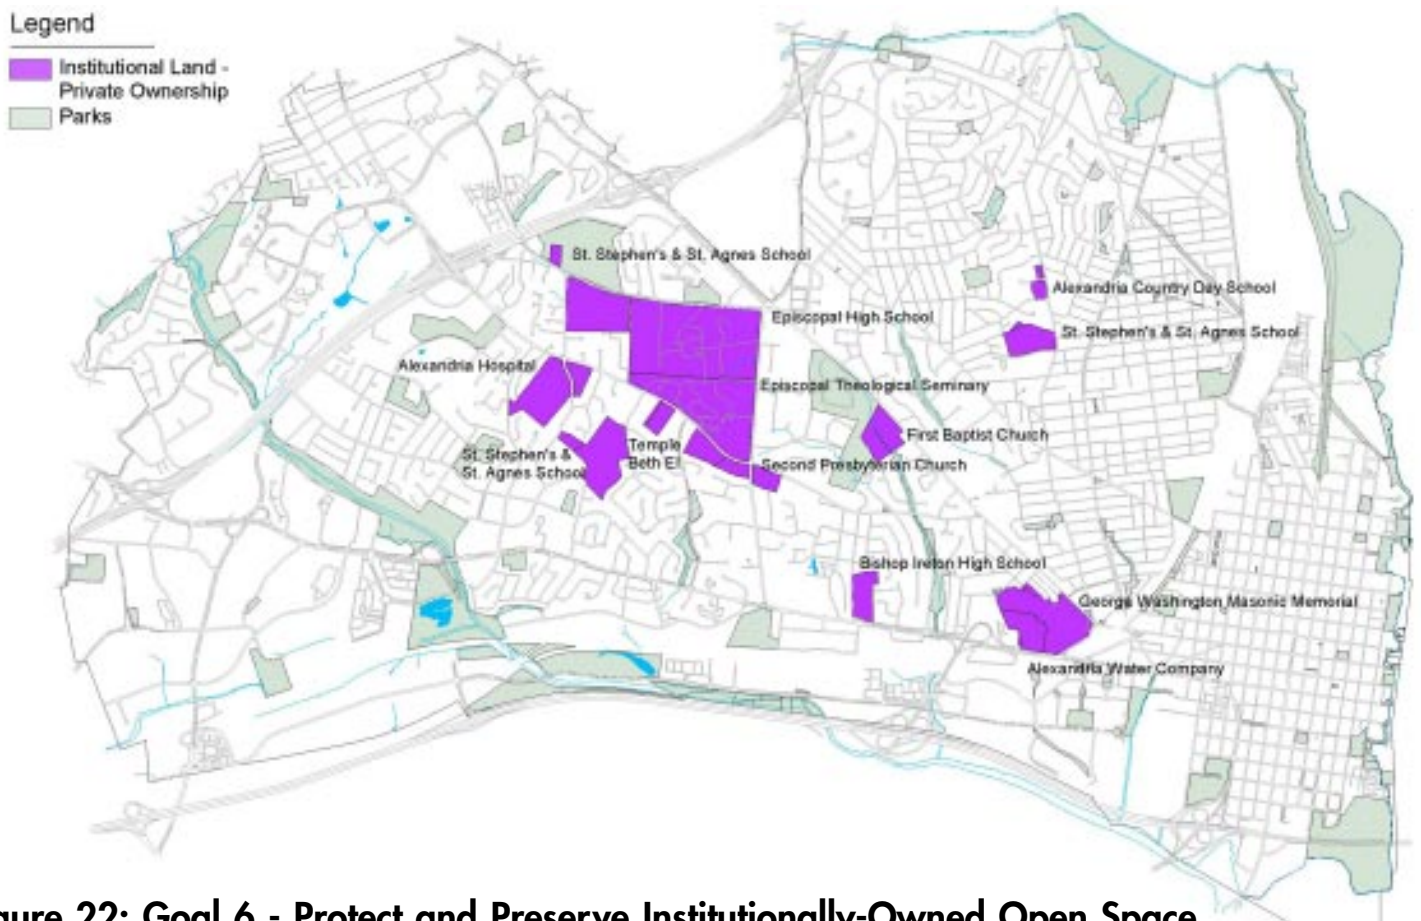 Legend
Institutional Land -
Private Ownership
Parks
St. Stephen's & St. Agnes School
Alexandria Country Day School
Episcopal High School
St. Stephen's & St. Agnes School
Alexandria Hospital
Episcopal Theological Seminary
First Baptist Church
Temple
Beth El
St. Stephen's &
St. Agnes School
Second Presbyterian Church
Bishop Ireton High School
George Washington Masonic Memorial
Alexandria Water Company
gure 22: Goal 6 - Protect and Preserve Institutionally-Owned Open Space